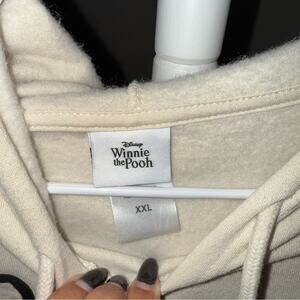 Disney
Winnie
the Pooh
XXL